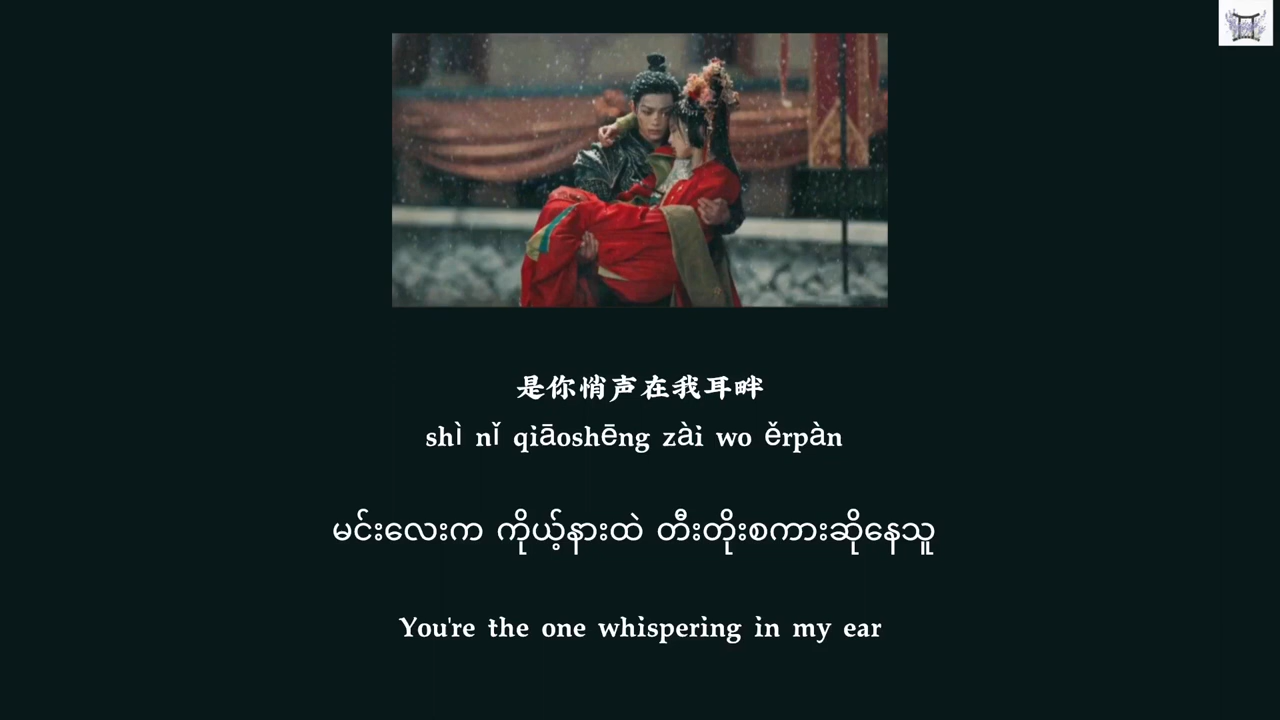 是你悄声在我耳畔
shì nǐ qiāoshēng zài wo ěrpàn
မင်းလေးက ကိုယ့်နားထဲ တီးတိုးစကားဆိုနေသူ
You're the one whispering in my ear